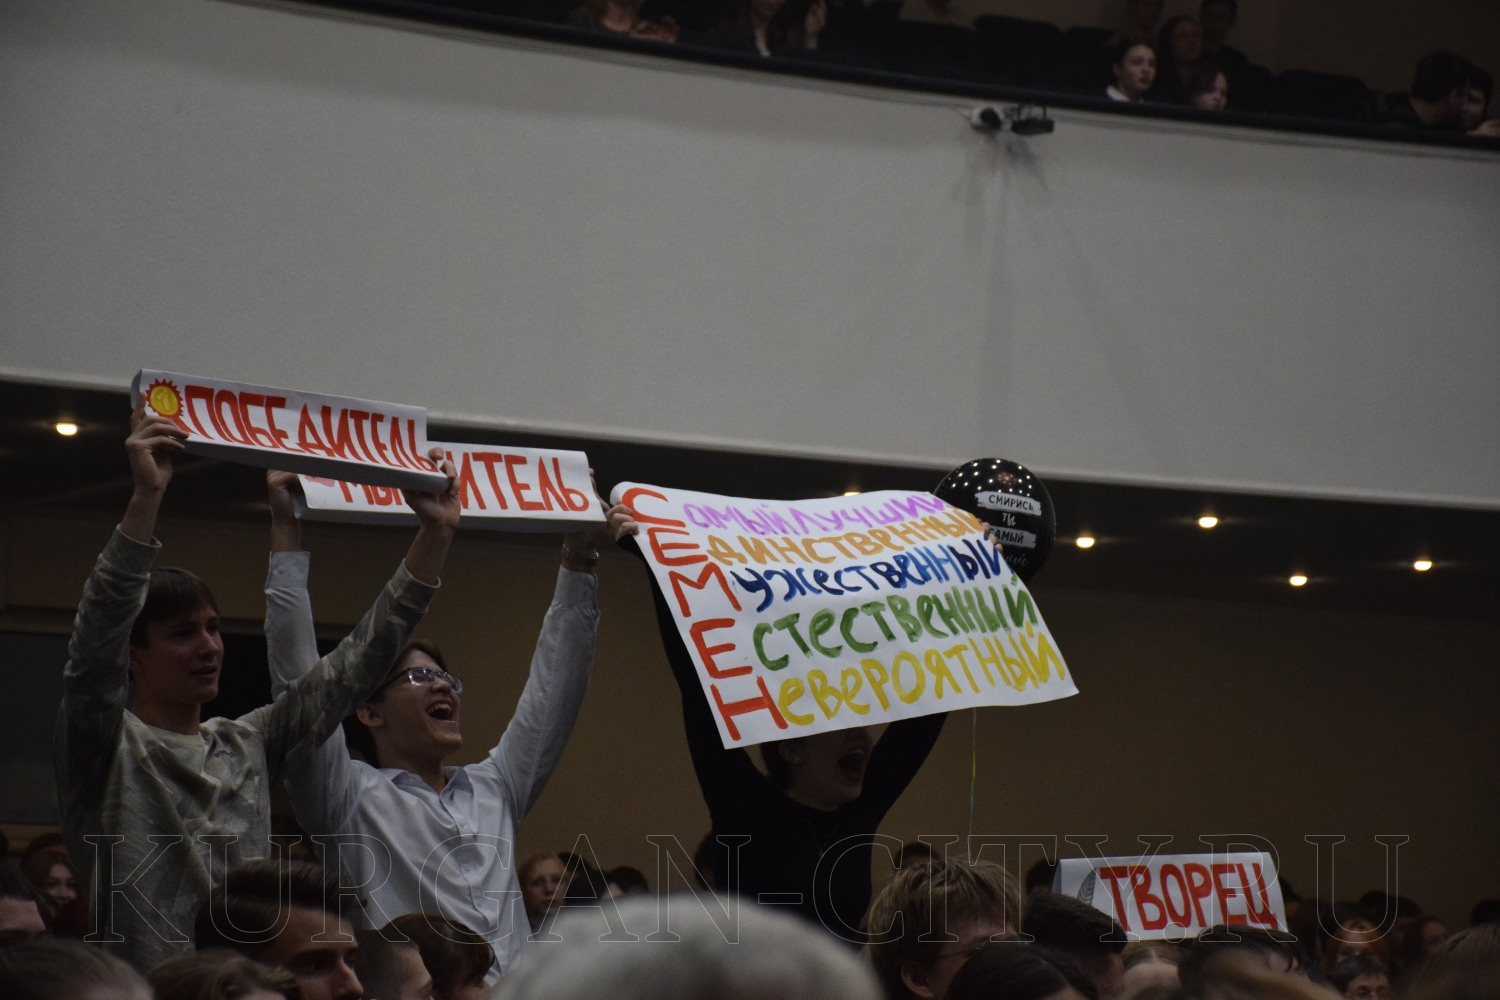 ПОБЕДИТЕЛЬ
ИТЕЛЬ
Самый лучший
Единственный
Мужественный
Естественный
Невероятный
СМИРИСЬ
ТЫ
САМЫЙ
ТВОРЕЦ
KURGAN-CITY.RU